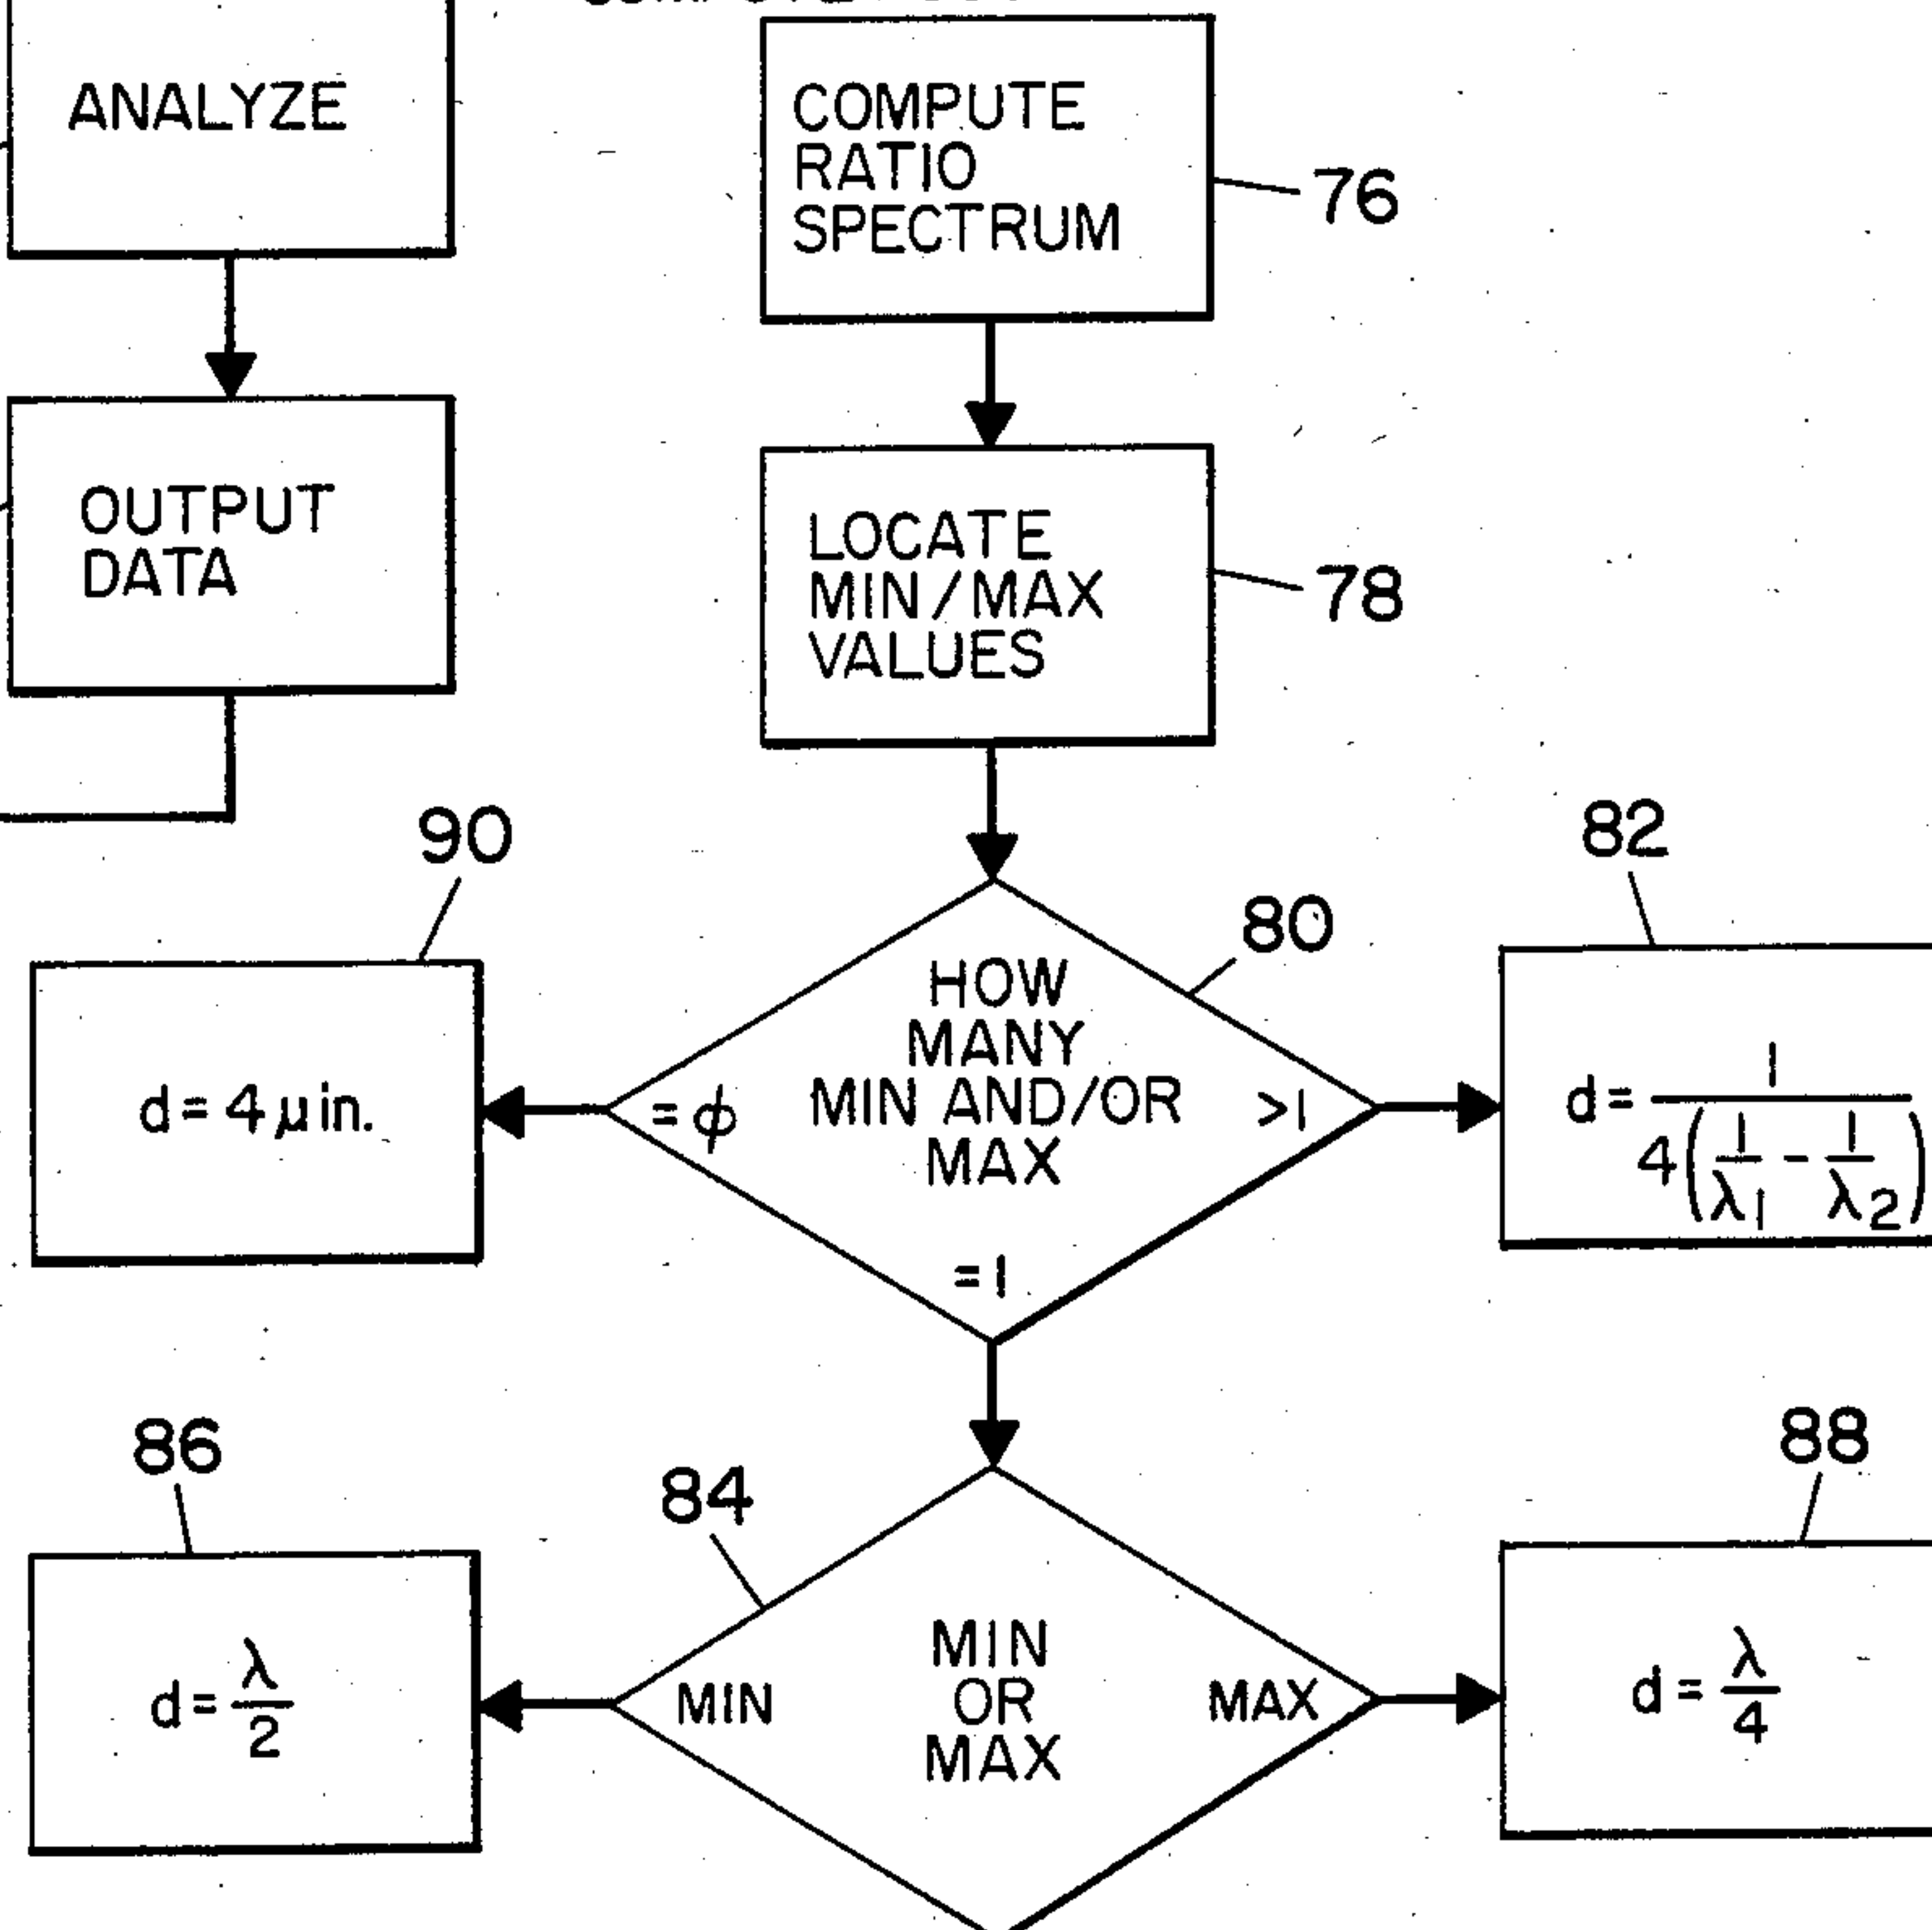 ANALYZE
OUTPUT
DATA
COMPUTE
RATIO
SPECTRUM
76
LOCATE
MIN/MAX
VALUES
78
90
d = 4 μin.
80
HOW
MANY
MIN AND/OR
MAX
= ϕ
>1
=1
82
d = 1
4(1/λ1 - 1/λ2)
86
d = λ/2
84
MIN
OR
MAX
MIN
MAX
88
d = λ/4